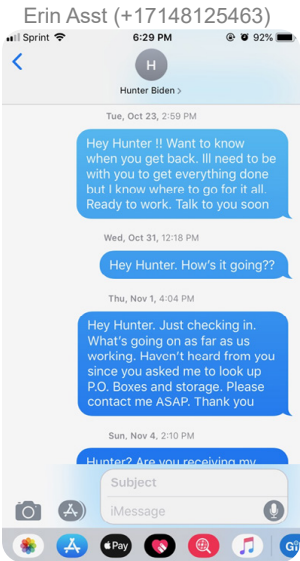 Erin Asst (+17148125463)
Sprint 6:29 PM 92%
H
Hunter Biden >
Tue, Oct 23, 2:59 PM
Hey Hunter !! Want to know
when you get back. Ill need to be
with you to get everything done
but I know where to go for it all.
Ready to work. Talk to you soon
Wed, Oct 31, 12:18 PM
Hey Hunter. How's it going??
Thu, Nov 1, 4:04 PM
Hey Hunter. Just checking in.
What's going on as far as us
working. Haven't heard from you
since you asked me to look up
P.O. Boxes and storage. Please
contact me ASAP. Thank you
Sun, Nov 4, 2:10 PM
Hunter? Are you receiving my
Subject
iMessage
Pay
Gi